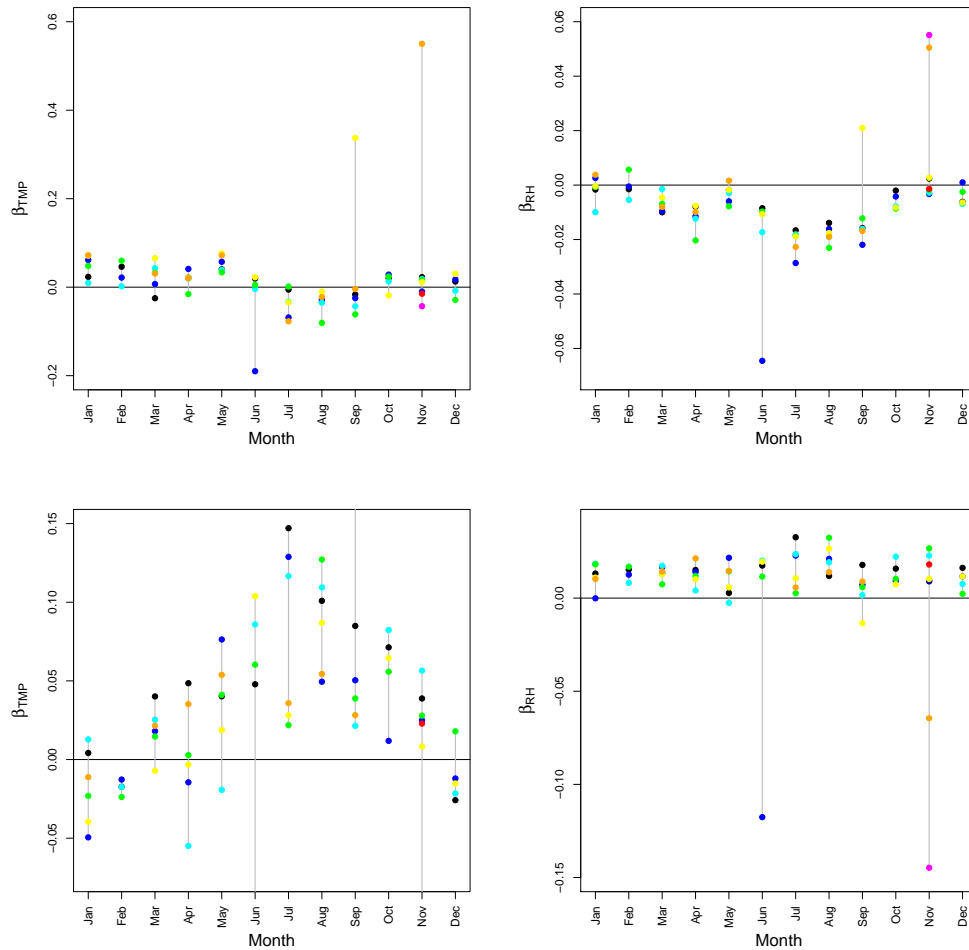 0.6
0.4
0.2
0.0
−0.2
βTMP
Jan Feb Mar Apr May Jun Jul Aug Sep Oct Nov Dec
Month
0.06
0.04
0.02
0.00
−0.02
−0.04
−0.06
βRH
Jan Feb Mar Apr May Jun Jul Aug Sep Oct Nov Dec
Month
0.15
0.10
0.05
0.00
−0.05
βTMP
Jan Feb Mar Apr May Jun Jul Aug Sep Oct Nov Dec
Month
0.00
−0.05
−0.10
−0.15
βRH
Jan Feb Mar Apr May Jun Jul Aug Sep Oct Nov Dec
Month